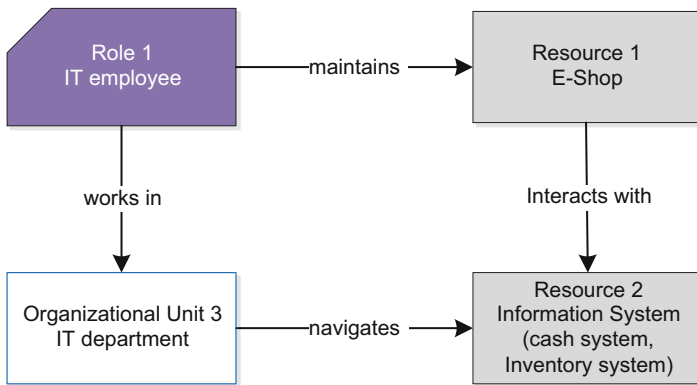 Role 1
IT employee
maintains
Resource 1
E-Shop
works in
Interacts with
Organizational Unit 3
IT department
navigates
Resource 2
Information System
(cash system,
Inventory system)